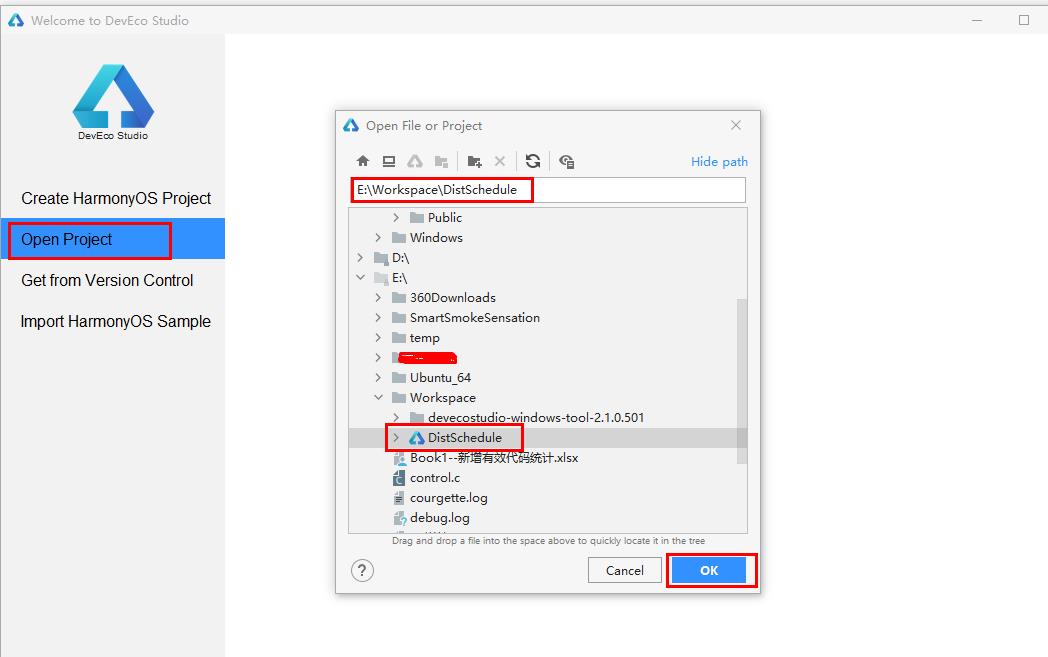 Welcome to DevEco Studio
DevEco Studio
Create HarmonyOS Project
Open Project
Get from Version Control
Import HarmonyOS Sample
Open File or Project
Hide path
E:\Workspace\DistSchedule
Public
Windows
D:\
E:\
360Downloads
SmartSmokeSensation
temp
Ubuntu_64
Workspace
devecostudio-windows-tool-2.1.0.501
DistSchedule
Book1--新增有效代码统计.xlsx
control.c
courgette.log
debug.log
Drag and drop a file into the space above to quickly locate it in the tree
?
Cancel
OK